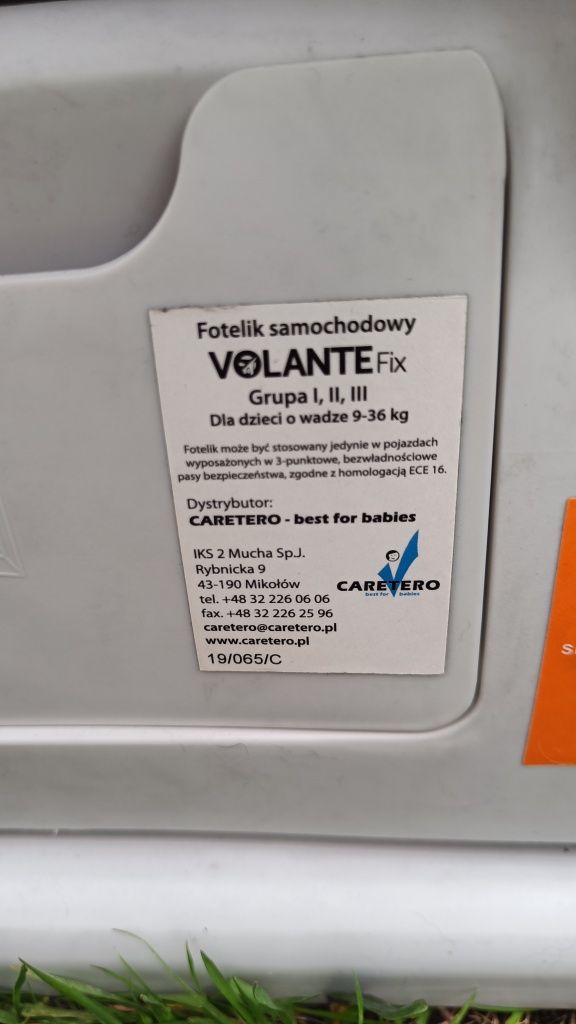 Fotelik samochodowy
VOLANTE Fix
Grupa I, II, III
Dla dzieci o wadze 9-36 kg
Fotelik może być stosowany jedynie w pojazdach
wyposażonych w 3-punktowe, bezwładnościowe
pasy bezpieczeństwa, zgodne z homologacją ECE 16.
Dystrybutor:
CARETERO - best for babies
IKS 2 Mucha Sp.J.
Rybnicka 9
43-190 Mikołów
tel. +48 32 226 06 06
fax. +48 32 226 25 96
caretero@caretero.pl
www.caretero.pl
19/065/C
CARETERO
best for babies